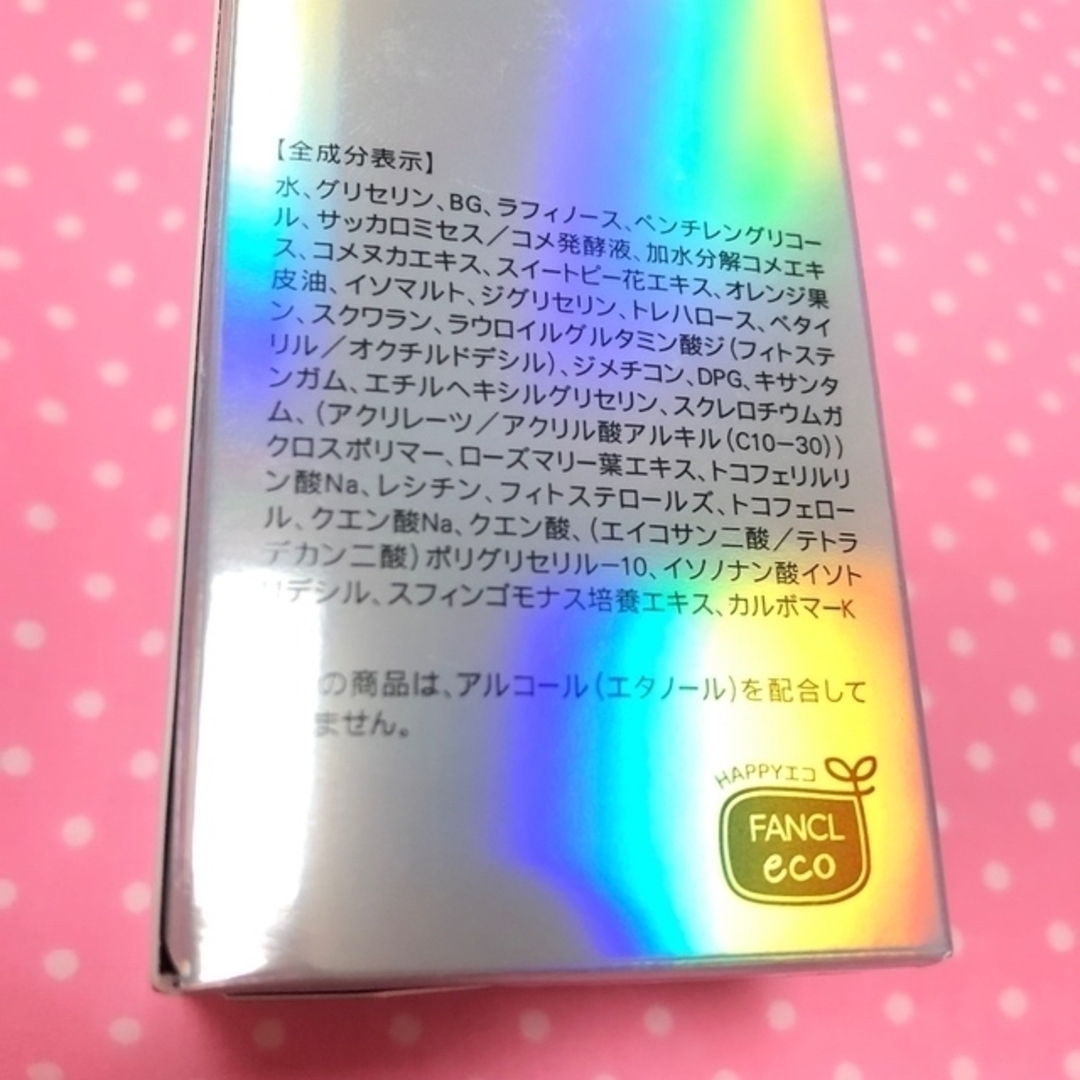 【全成分表示】
水、グリセリン、BG、ラフィノース、ペンチレングリコー
ル、サッカロミセス／コメ発酵液、加水分解コメエキ
ス、コメヌカエキス、スイートピー花エキス、オレンジ果
皮油、イソマルト、ジグリセリン、トレハロース、ベタイ
ン、スクワラン、ラウロイルグルタミン酸ジ(フィトステ
リル／オクチルドデシル)、ジメチコン、DPG、キサンタ
ンガム、エチルヘキシルグリセリン、スクレロチウムガ
ム、(アクリレーツ／アクリル酸アルキル(C10−30))
クロスポリマー、ローズマリー葉エキス、トコフェリルリ
ン酸Na、レシチン、フィトステロールズ、トコフェロー
ル、クエン酸Na、クエン酸、(エイコサン二酸／テトラ
デカン二酸)ポリグリセリル−10、イソノナン酸イソト
リデシル、スフィンゴモナス培養エキス、カルボマーK
の商品は、アルコール(エタノール)を配合して
ません。
HAPPYエコ
FANCL
eco